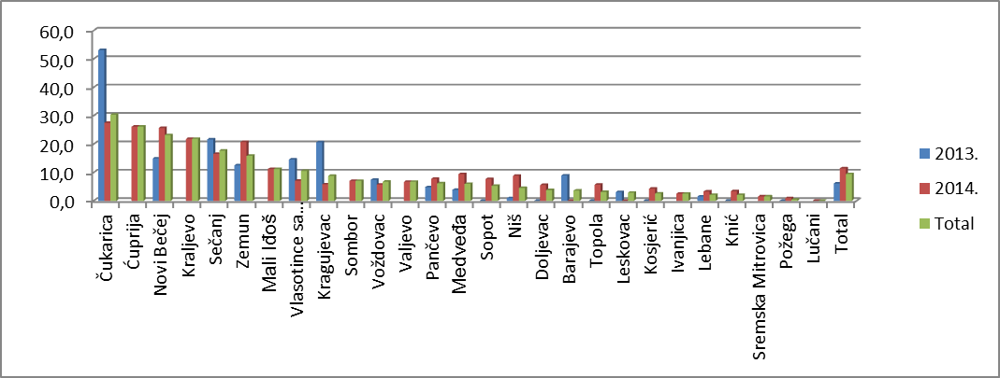 60,0
50,0
40,0
30,0
20,0
10,0
0,0
Čukarica
Ćuprija
Novi Bečej
Kraljevo
Sečanj
Zemun
Mali Iđoš
Vlasotince sa…
Kragujevac
Sombor
Voždovac
Valjevo
Pančevo
Medveđa
Sopot
Niš
Doljevac
Barajevo
Topola
Leskovac
Kosjerić
Ivanjica
Lebane
Knić
Sremska Mitrovica
Požega
Lučani
Total
2013.
2014.
Total